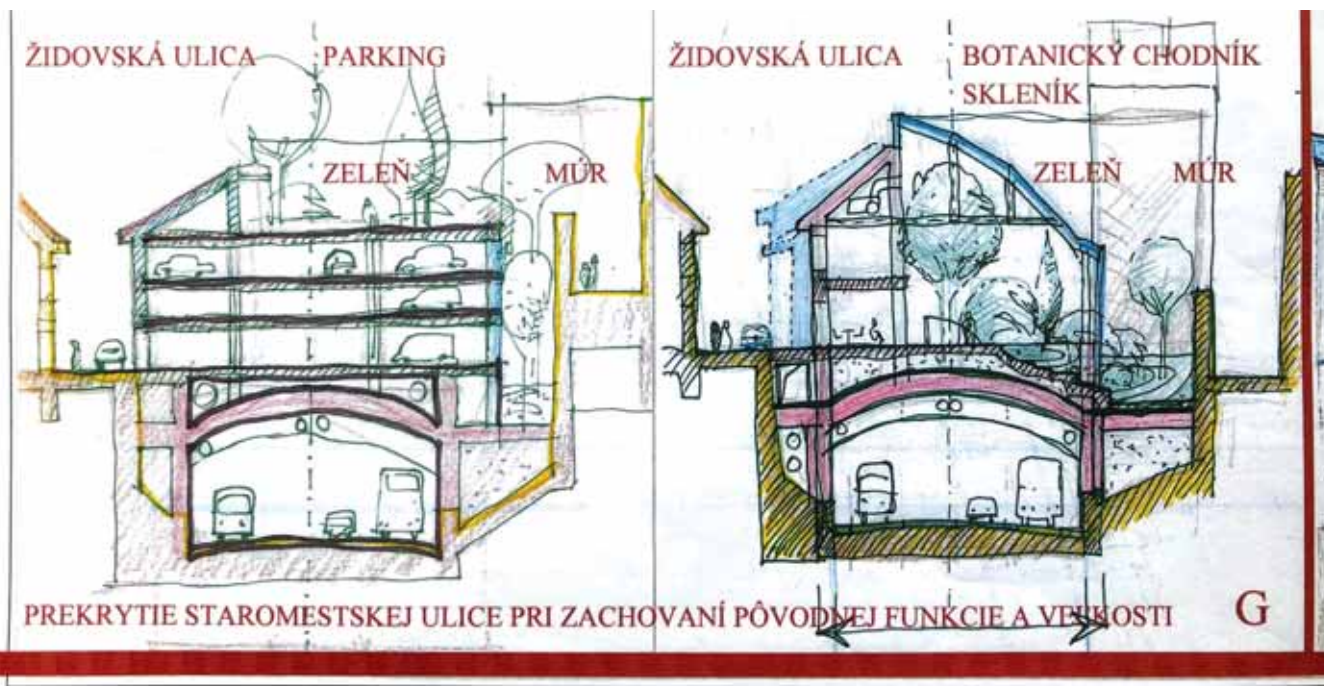 ŽIDOVSKÁ ULICA
PARKING
ZELEŇ
MÚR
ŽIDOVSKÁ ULICA
BOTANICKÝ CHODNÍK
SKLENÍK
ZELEŇ
MÚR
PREKRYTIE STAROMESTSKEJ ULICE PRI ZACHOVANÍ PÔVODNEJ FUNKCIE A VEĽKOSTI
G